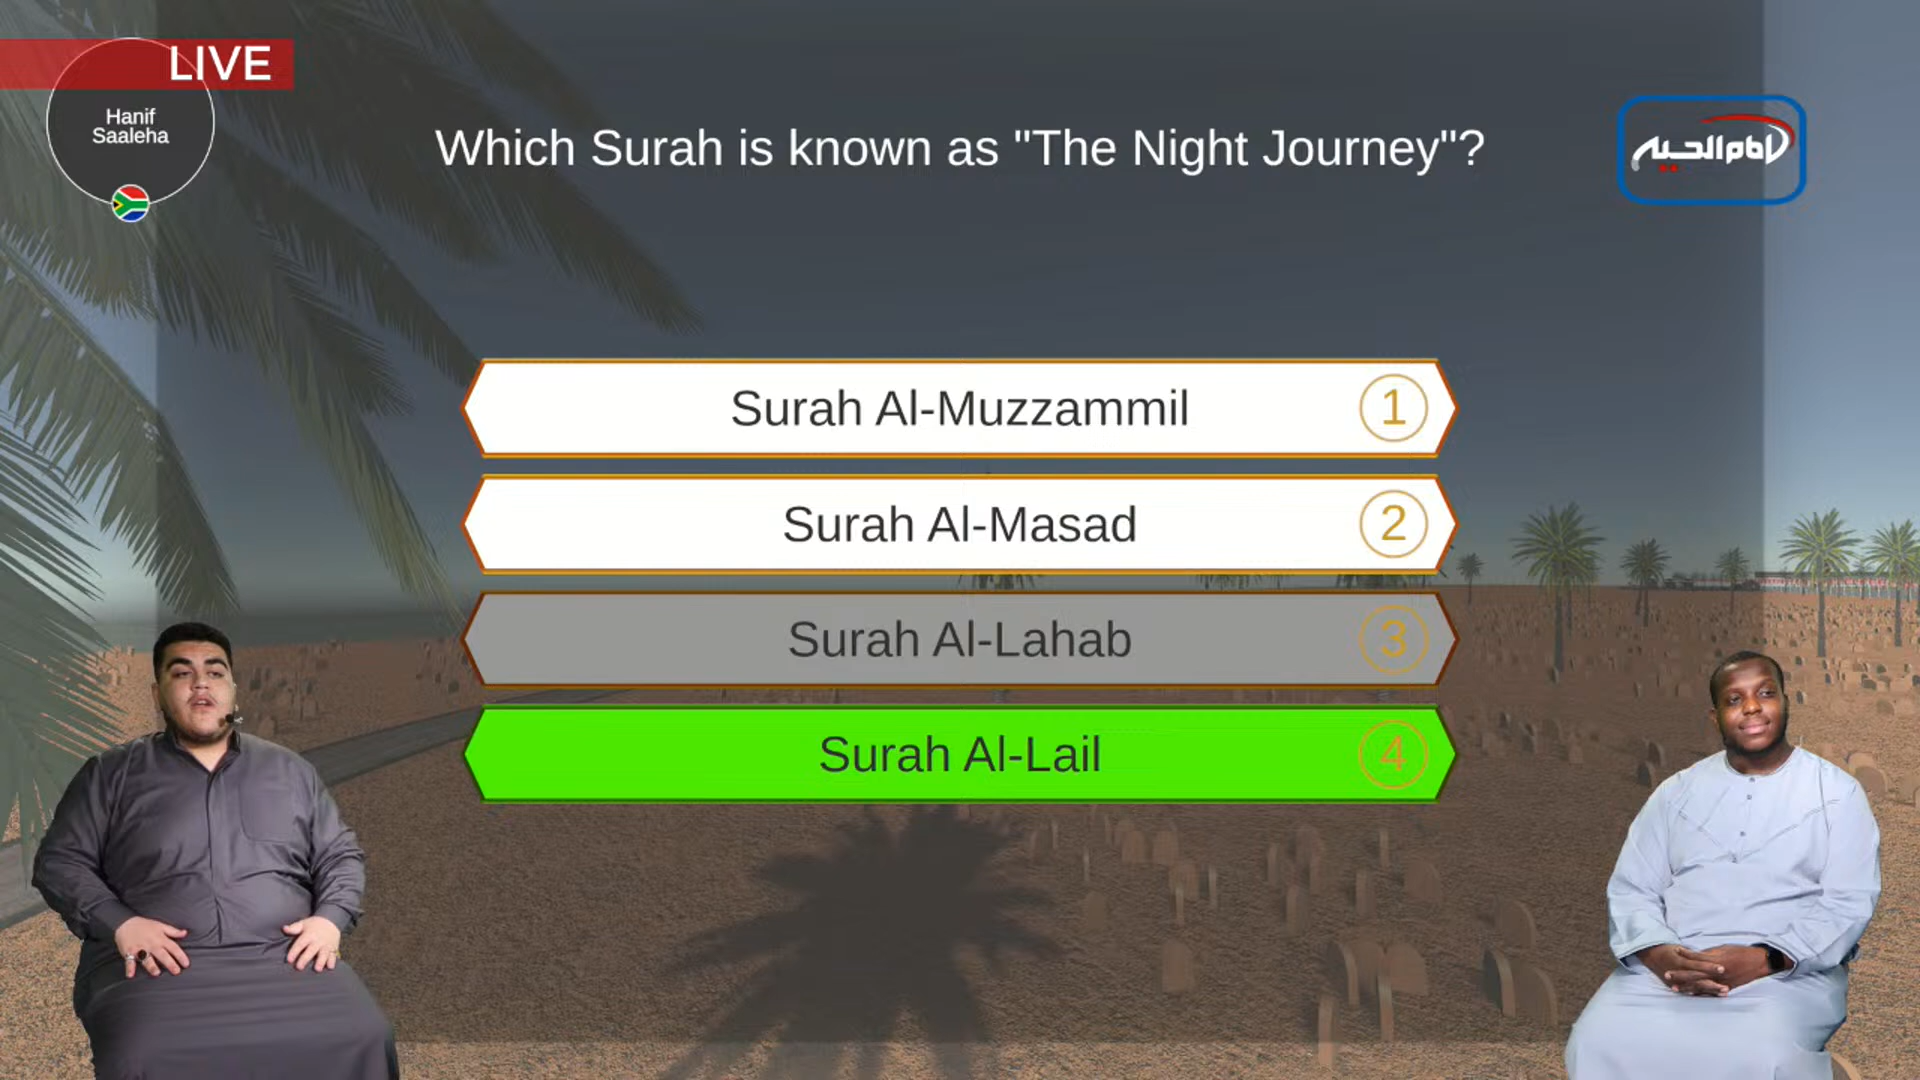 LIVE
Hanif
Saaleha
Which Surah is known as "The Night Journey"?
Surah Al-Muzzammil
1
Surah Al-Masad
2
Surah Al-Lahab
3
Surah Al-Lail
4